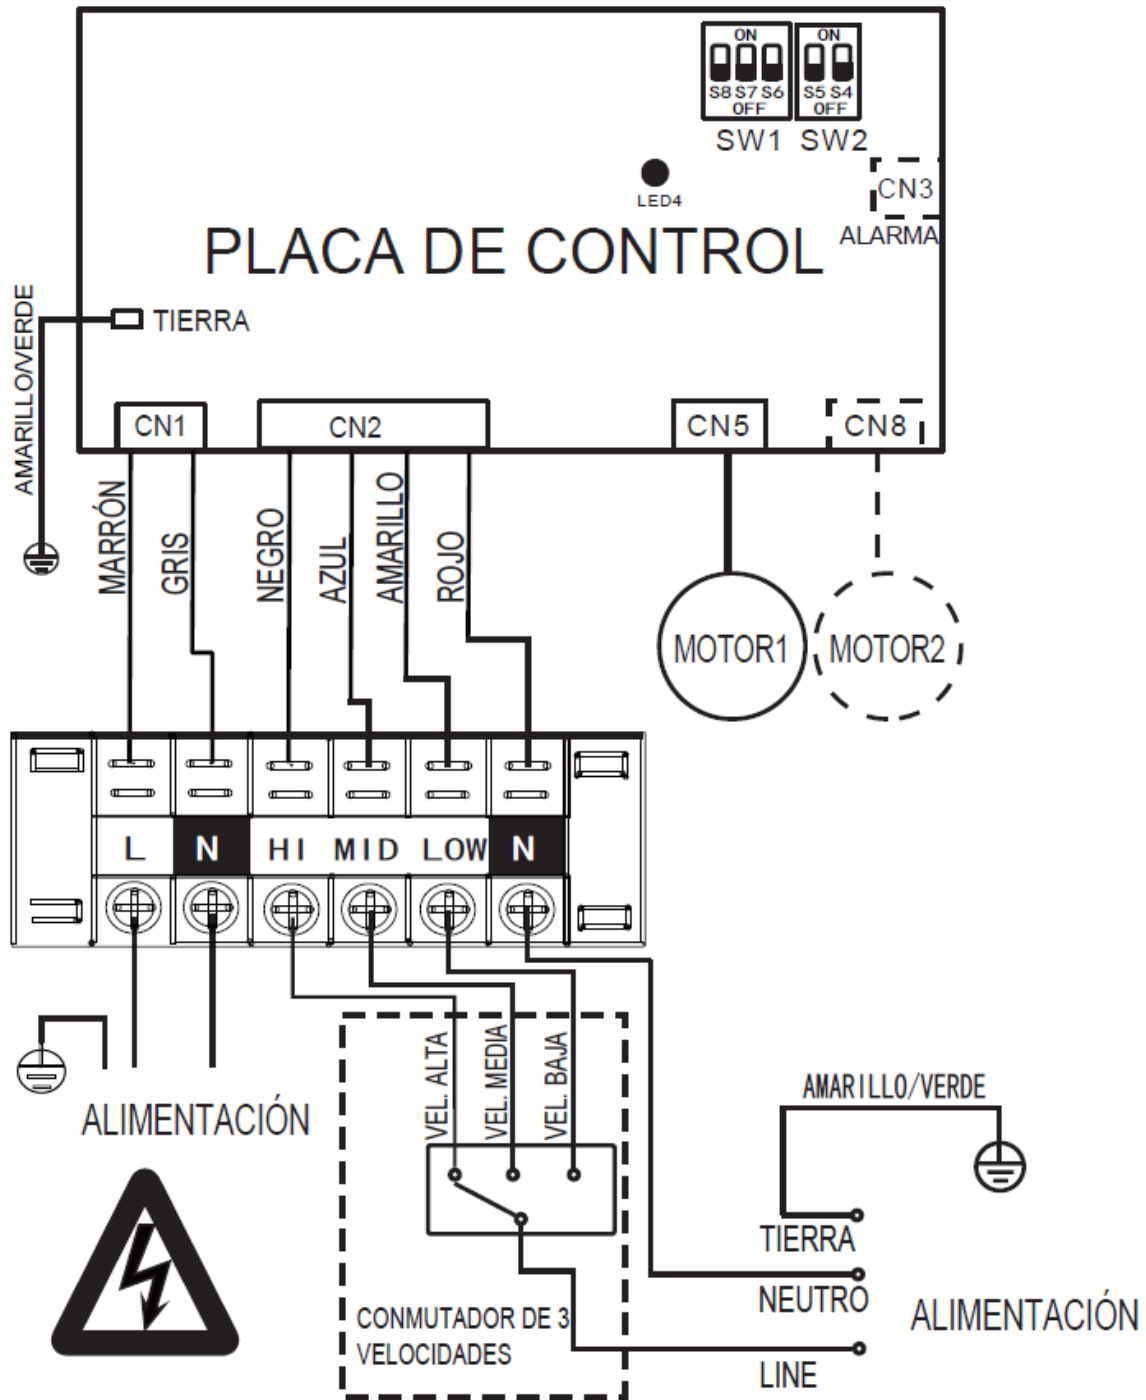 ON ON
S8 S7 S6 S5 S4
OFF OFF
SW1 SW2
LED4
CN3
ALARMA
PLACA DE CONTROL
AMARILLO/VERDE
TIERRA
CN1
CN2
CN5
CN8
MARRÓN
GRIS
NEGRO
AZUL
AMARILLO
ROJO
MOTOR1
MOTOR2
L N HI MID LOW N
VEL. ALTA
VEL. MEDIA
VEL. BAJA
ALIMENTACIÓN
AMARILLO/VERDE
TIERRA
NEUTRO
ALIMENTACIÓN
CONMUTADOR DE 3
VELOCIDADES
LINE